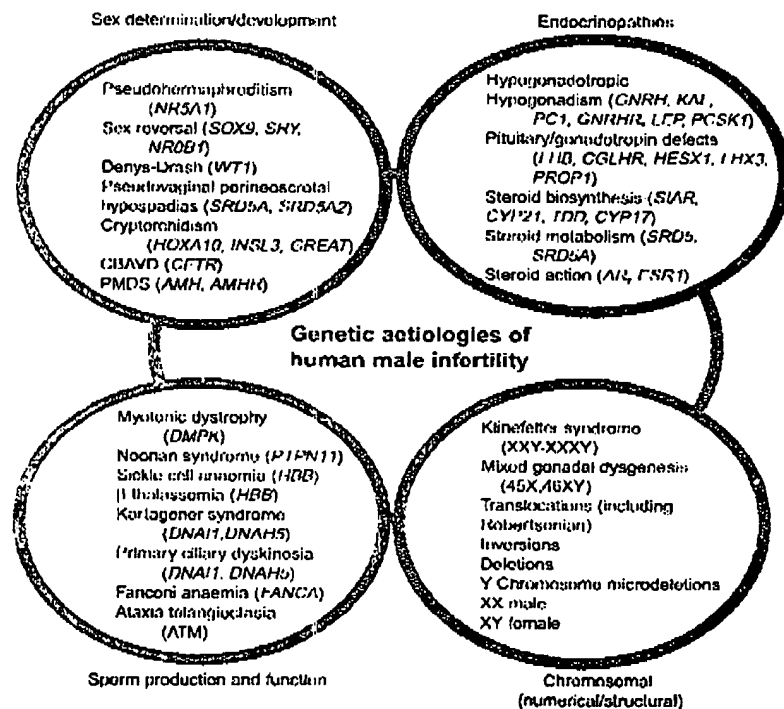 Sex determination/development
Pseudohermaphroditism
(NR5A1)
Sex reversal (SOX9, SRY,
NR0B1)
Denys-Drash (WT1)
Pseudovaginal perineoscrotal
hypospadias (SRD5A, SRD5A2)
Cryptorchidism
(HOXA10, INSL3, GREAT)
CBAVD (CFTR)
PMDS (AMH, AMHR)
Endocrinopathies
Hypogonadotropic
Hypogonadism (GNRH, KAL,
PC1, GNRHR, LEP, PCSK1)
Pituitary/gonadotropin defects
(LHB, CGLHR, HESX1, LHX3,
PROP1)
Steroid biosynthesis (StAR,
CYP21, CYP17)
Steroid metabolism (SRD5,
SRD5A)
Steroid action (AR, ESR1)
Genetic aetiologies of
human male infertility
Myotonic dystrophy
(DMPK)
Noonan syndrome (PTPN11)
Sickle cell annomia (HBB)
β thalassemia (HBB)
Kartagener syndrome
(DNAI1,DNAH5)
Primary ciliary dyskinosia
(DNAI1, DNAH5)
Fanconi anaemia (FANCA)
Ataxia telangiectasia
(ATM)
Sperm production and function
Klinefelter syndrome
(XXY-XXXY)
Mixed gonadal dysgenesis
(45X,46XY)
Translocations (including
Robertsonian)
Inversions
Deletions
Y Chromosome microdeletions
XX male
XY female
Chromosomal
(numerical/structural)